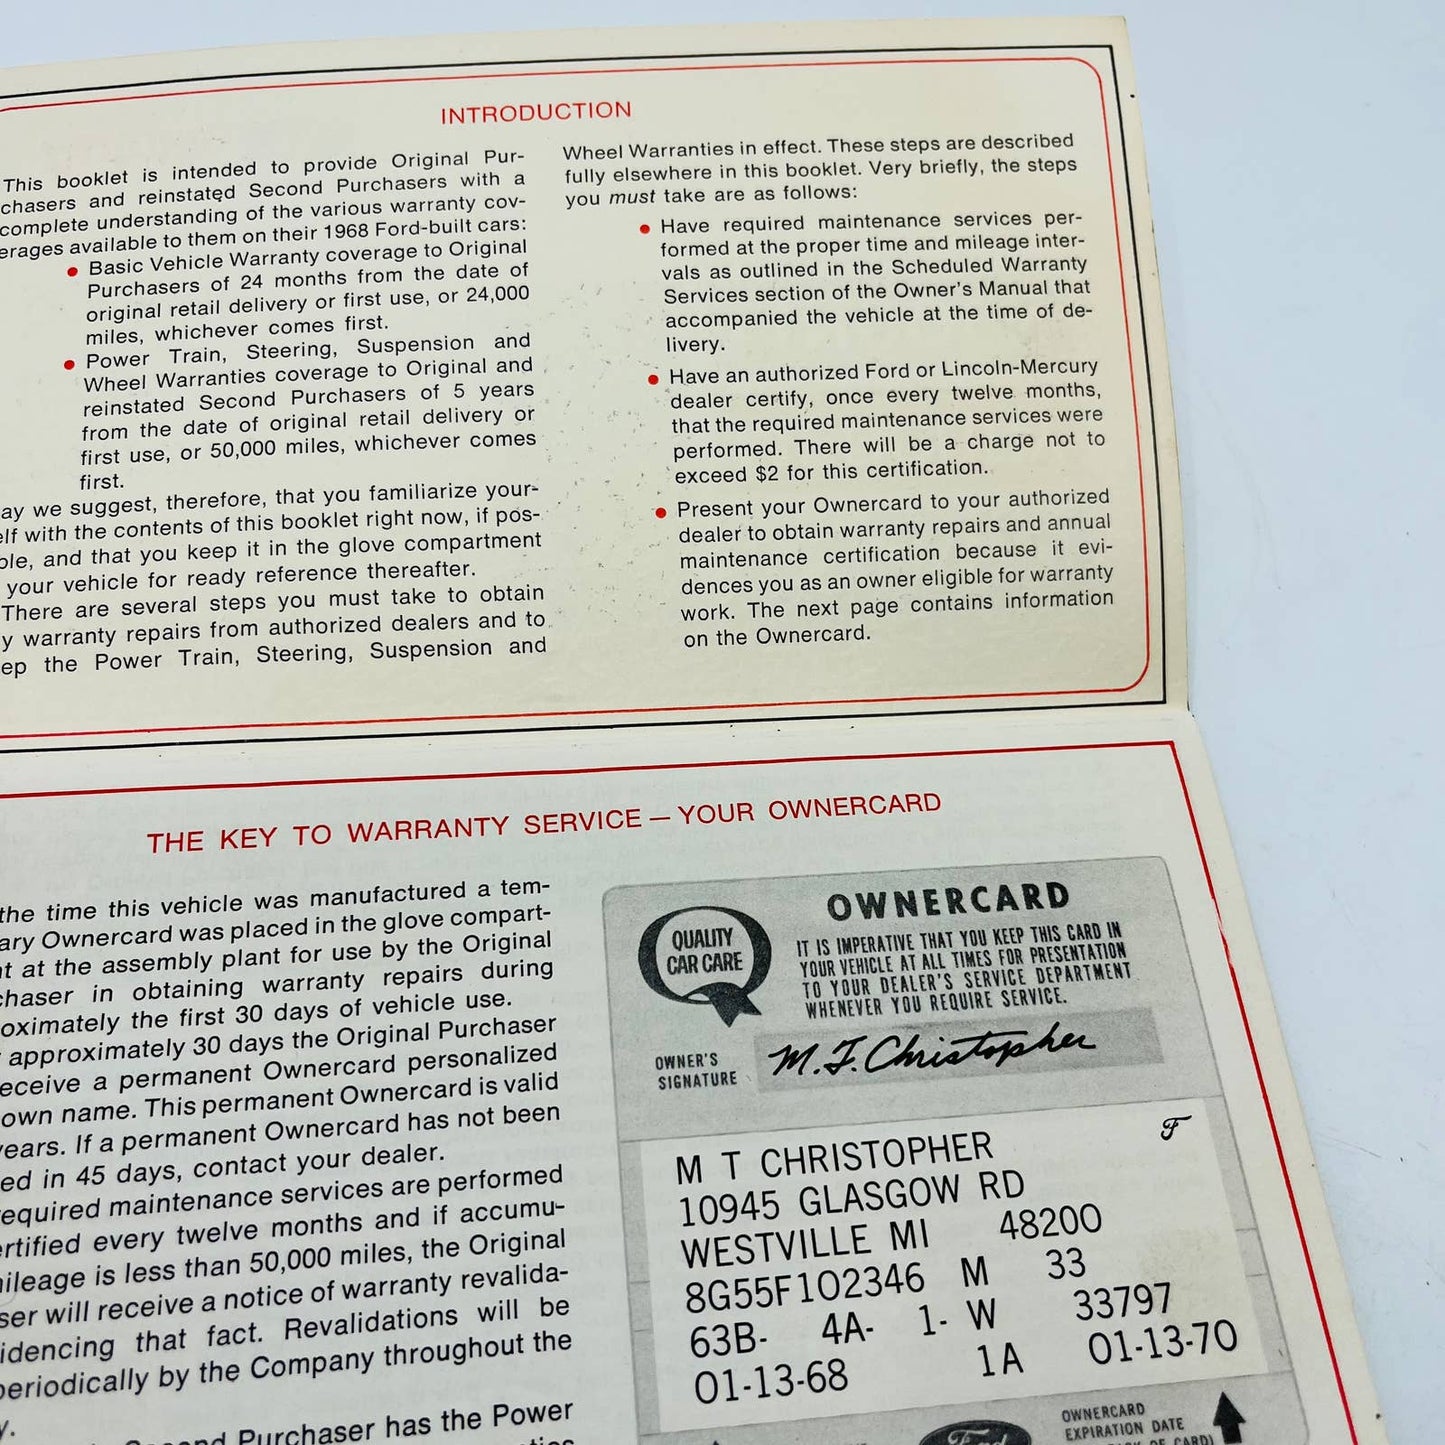 INTRODUCTION
This booklet is intended to provide Original Pur-
chasers and reinstated Second Purchasers with a
complete understanding of the various warranty cov-
erages available to them on their 1968 Ford-built cars:
• Basic Vehicle Warranty coverage to Original
Purchasers of 24 months from the date of
original retail delivery or first use, or 24,000
miles, whichever comes first.
• Power Train, Steering, Suspension and
Wheel Warranties coverage to Original and
reinstated Second Purchasers of 5 years
from the date of original retail delivery or
first use, or 50,000 miles, whichever comes
first.
ay we suggest, therefore, that you familiarize your-
elf with the contents of this booklet right now, if pos-
ble, and that you keep it in the glove compartment
your vehicle for ready reference thereafter.
There are several steps you must take to obtain
y warranty repairs from authorized dealers and to
ep the Power Train, Steering, Suspension and
Wheel Warranties in effect. These steps are described
fully elsewhere in this booklet. Very briefly, the steps
you must take are as follows:
• Have required maintenance services per-
formed at the proper time and mileage inter-
vals as outlined in the Scheduled Warranty
Services section of the Owner's Manual that
accompanied the vehicle at the time of de-
livery.
• Have an authorized Ford or Lincoln-Mercury
dealer certify, once every twelve months,
that the required maintenance services were
performed. There will be a charge not to
exceed $2 for this certification.
• Present your Ownercard to your authorized
dealer to obtain warranty repairs and annual
maintenance certification because it evi-
dences you as an owner eligible for warranty
work. The next page contains information
on the Ownercard.
THE KEY TO WARRANTY SERVICE — YOUR OWNERCARD
the time this vehicle was manufactured a tem-
ary Ownercard was placed in the glove compart-
t at the assembly plant for use by the Original
chaser in obtaining warranty repairs during
oximately the first 30 days of vehicle use.
r approximately 30 days the Original Purchaser
eceive a permanent Ownercard personalized
own name. This permanent Ownercard is valid
years. If a permanent Ownercard has not been
ed in 45 days, contact your dealer.
required maintenance services are performed
ertified every twelve months and if accumu-
mileage is less than 50,000 miles, the Original
ser will receive a notice of warranty revalida-
idencing that fact. Revalidations will be
periodically by the Company throughout the
y.
Second Purchaser has the Power
QUALITY
CAR CARE
OWNERCARD
IT IS IMPERATIVE THAT YOU KEEP THIS CARD IN
YOUR VEHICLE AT ALL TIMES FOR PRESENTATION
TO YOUR DEALER'S SERVICE DEPARTMENT
WHENEVER YOU REQUIRE SERVICE.
OWNER'S
SIGNATURE
M. T. Christopher
F
M T CHRISTOPHER
10945 GLASGOW RD
WESTVILLE MI 48200
8G55F102346 M 33
63B- 4A- 1- W 33797
01-13-68 1A 01-13-70
Ford
OWNERCARD
EXPIRATION DATE
OF CARD)